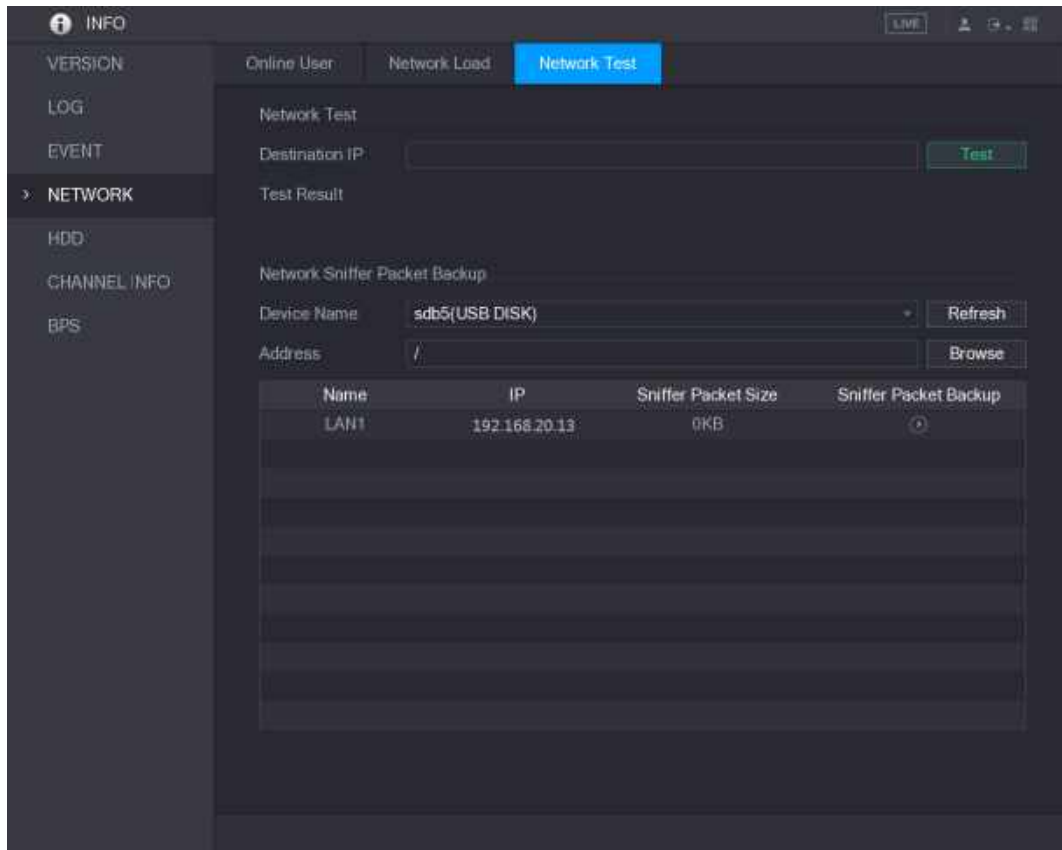 INFO LIVE
VERSION
LOG
EVENT
NETWORK
HDD
CHANNEL INFO
BPS
Online User Network Load Network Test
Network Test
Destination IP Test
Test Result
Network Sniffer Packet Backup
Device Name sdb5(USB DISK) Refresh
Address / Browse
Name IP Sniffer Packet Size Sniffer Packet Backup
LAN1 192.168.20.13 0KB